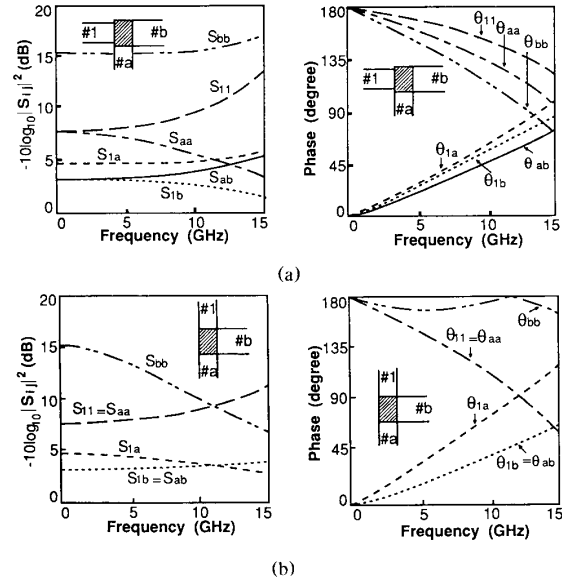 (a)
#1
#b
#a
-10log10|Sij|² (dB)
20
15
10
5
0
Sbb
S11
Saa
S1a
Sab
S1b
0 5 10 15
Frequency (GHz)
Phase (degree)
180
135
90
45
0
θ11
θaa
θbb
#1
#b
#a
θ1a
θ1b
θab
0 5 10 15
Frequency (GHz)
(a)
-10log10|Sij|² (dB)
20
15
10
5
0
#1
#b
#a
Sbb
S11=Saa
S1a
S1b=Sab
0 5 10 15
Frequency (GHz)
Phase (degree)
180
135
90
45
0
θbb
θ11=θaa
#1
#b
#a
θ1a
θ1b=θab
0 5 10 15
Frequency (GHz)
(b)